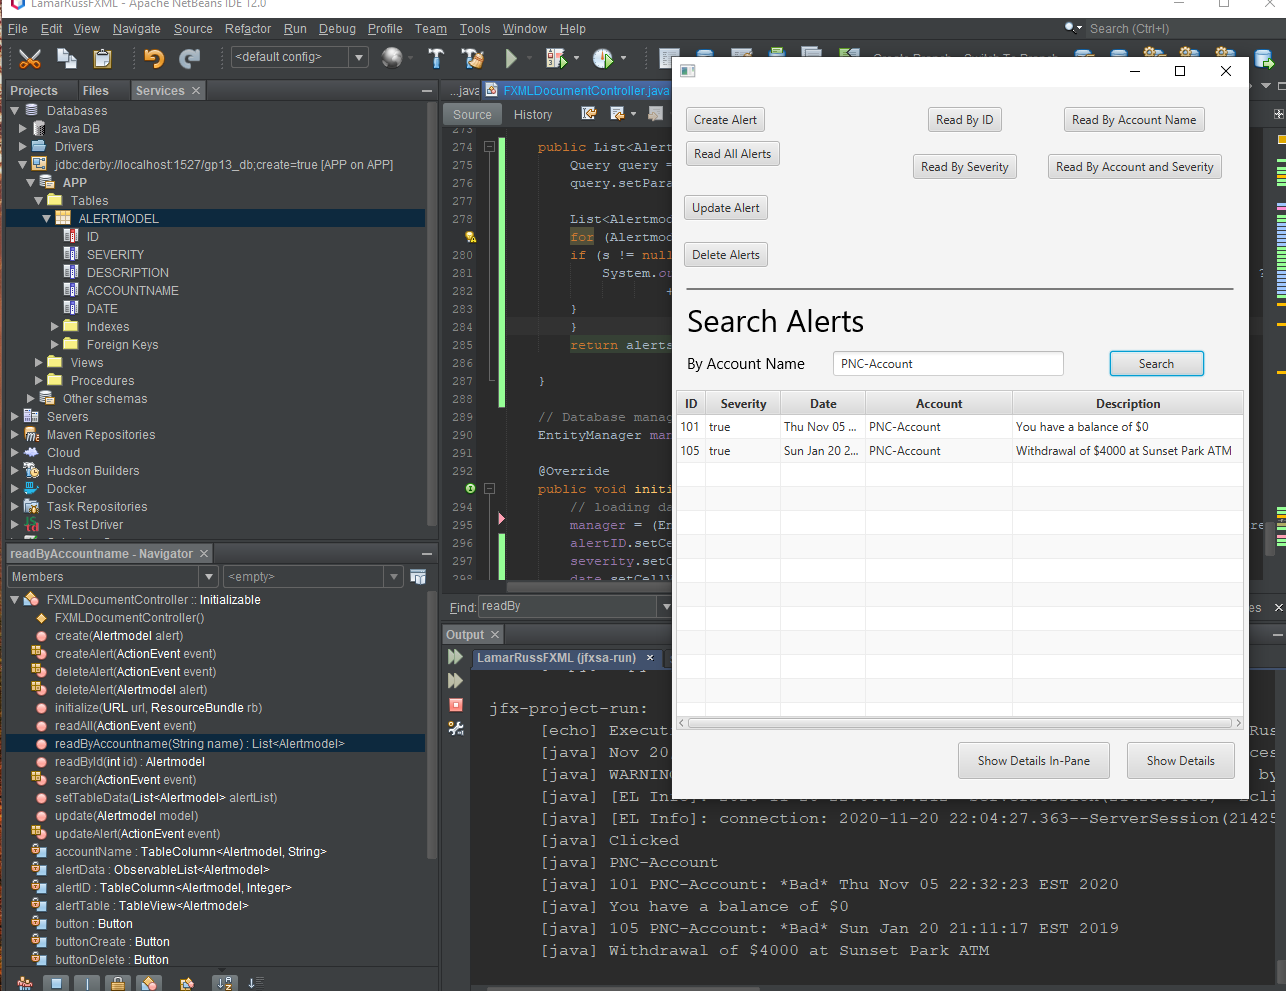 LamarRussFXML - Apache NetBeans IDE 12.0
File Edit View Navigate Source Refactor Run Debug Profile Team Tools Window Help
Search (Ctrl+I)
<default config>
Projects Files Services
Databases
Java DB
Drivers
jdbc:derby://localhost:1527/gp13_db;create=true [APP on APP]
APP
Tables
ALERTMODEL
ID
SEVERITY
DESCRIPTION
ACCOUNTNAME
DATE
Indexes
Foreign Keys
Views
Procedures
Other schemas
Servers
Maven Repositories
Cloud
Hudson Builders
Docker
Task Repositories
JS Test Driver
readByAccountname - Navigator
Members <empty>
FXMLDocumentController :: Initializable
FXMLDocumentController()
create(Alertmodel alert)
createAlert(ActionEvent event)
deleteAlert(ActionEvent event)
deleteAlert(Alertmodel alert)
initialize(URL url, ResourceBundle rb)
readAll(ActionEvent event)
readByAccountname(String name) : List<Alertmodel>
readById(int id) : Alertmodel
search(ActionEvent event)
setTableData(List<Alertmodel> alertList)
update(Alertmodel model)
updateAlert(ActionEvent event)
accountName : TableColumn<Alertmodel, String>
alertData : ObservableList<Alertmodel>
alertID : TableColumn<Alertmodel, Integer>
alertTable : TableView<Alertmodel>
button : Button
buttonCreate : Button
buttonDelete : Button
...java FXMLDocumentController.java
Source History
273
274 public List<Alert
275 Query query =
276 query.setPara
277
278 List<Alertmod
for (Alertmod
280 if (s != null
281 System.ou ?
282 +
283 }
284 }
285 return alerts
286
287 }
288
289 // Database manag
290 EntityManager man
291
292 @Override
public void initi
294 // loading da
295 manager = (En re
296 alertID.setCe
297 severity.setC
298 date.setCellV
Find: readBy es
Output
LamarRussFXML (jfxsa-run)
jfx-project-run:
[echo] Executi Rus
[java] Nov 20 ces
[java] WARNING by
[java] [EL Info]:
[java] [EL Info]: connection: 2020-11-20 22:04:27.363--ServerSession(21425
[java] Clicked
[java] PNC-Account
[java] 101 PNC-Account: *Bad* Thu Nov 05 22:32:23 EST 2020
[java] You have a balance of $0
[java] 105 PNC-Account: *Bad* Sun Jan 20 21:11:17 EST 2019
[java] Withdrawal of $4000 at Sunset Park ATM
Create Alert Read By ID Read By Account Name
Read All Alerts Read By Severity Read By Account and Severity
Update Alert
Delete Alerts
Search Alerts
By Account Name PNC-Account Search
ID Severity Date Account Description
101 true Thu Nov 05 ... PNC-Account You have a balance of $0
105 true Sun Jan 20 2... PNC-Account Withdrawal of $4000 at Sunset Park ATM
Show Details In-Pane Show Details